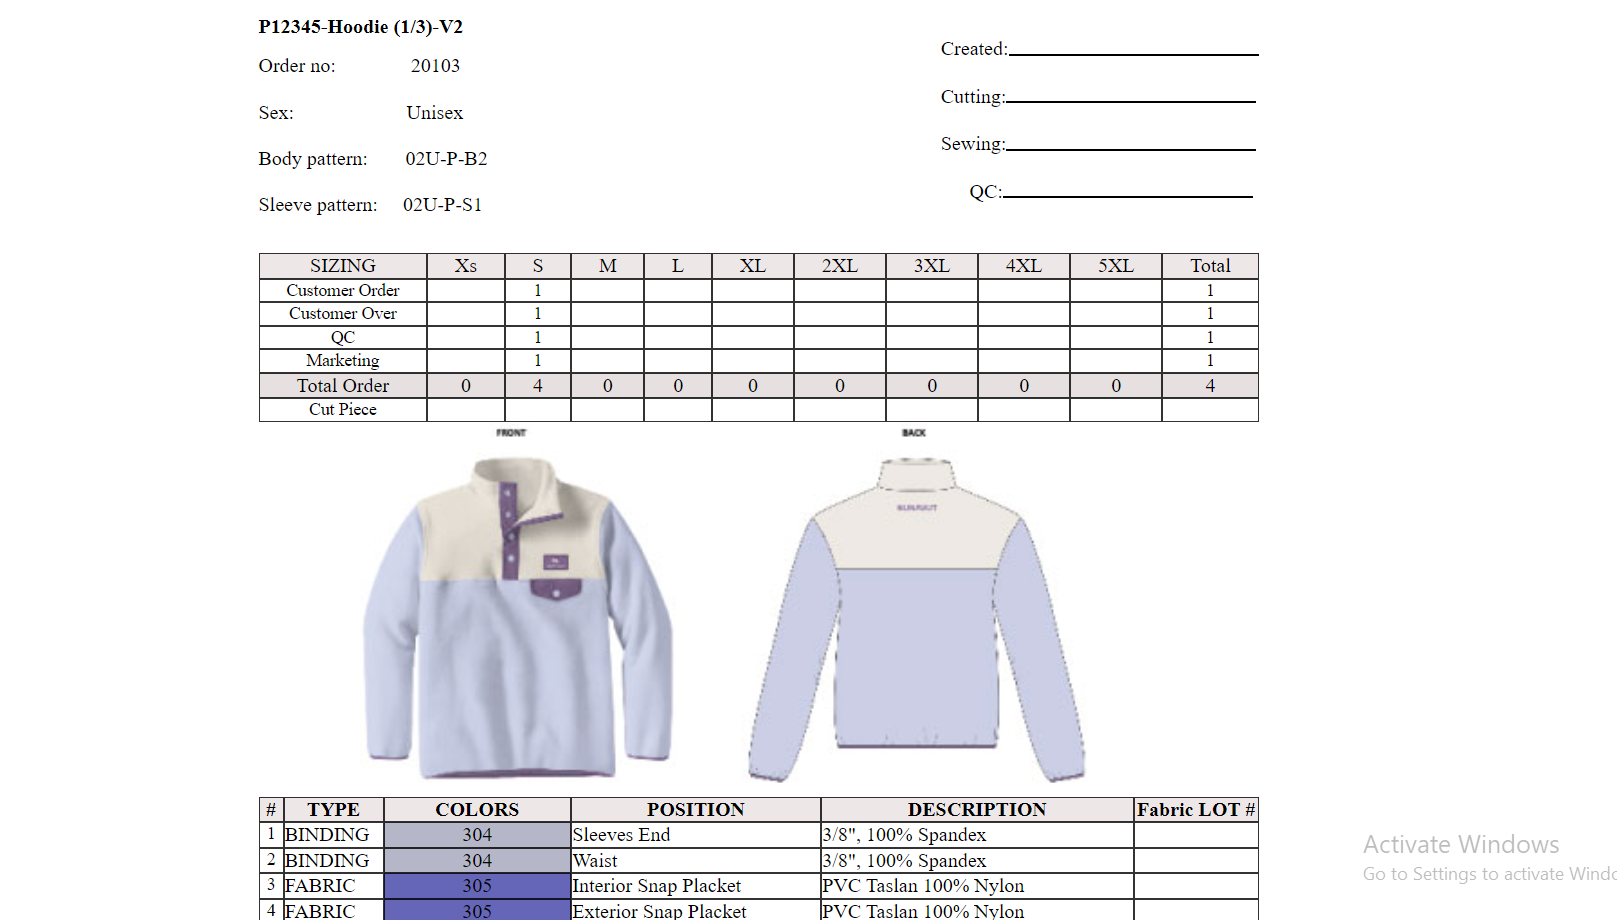 P12345-Hoodie (1/3)-V2
Order no: 20103
Sex: Unisex
Body pattern: 02U-P-B2
Sleeve pattern: 02U-P-S1
Created:
Cutting:
Sewing:
QC:
SIZING Xs S M L XL 2XL 3XL 4XL 5XL Total
Customer Order 1 1
Customer Over 1 1
QC 1 1
Marketing 1 1
Total Order 0 4 0 0 0 0 0 0 0 4
Cut Piece
FRONT BACK
# TYPE COLORS POSITION DESCRIPTION Fabric LOT #
1 BINDING 304 Sleeves End 3/8", 100% Spandex
2 BINDING 304 Waist 3/8", 100% Spandex
3 FABRIC 305 Interior Snap Placket PVC Taslan 100% Nylon
4 FABRIC 305 Exterior Snap Placket PVC Taslan 100% Nylon
Activate Windows
Go to Settings to activate Windo